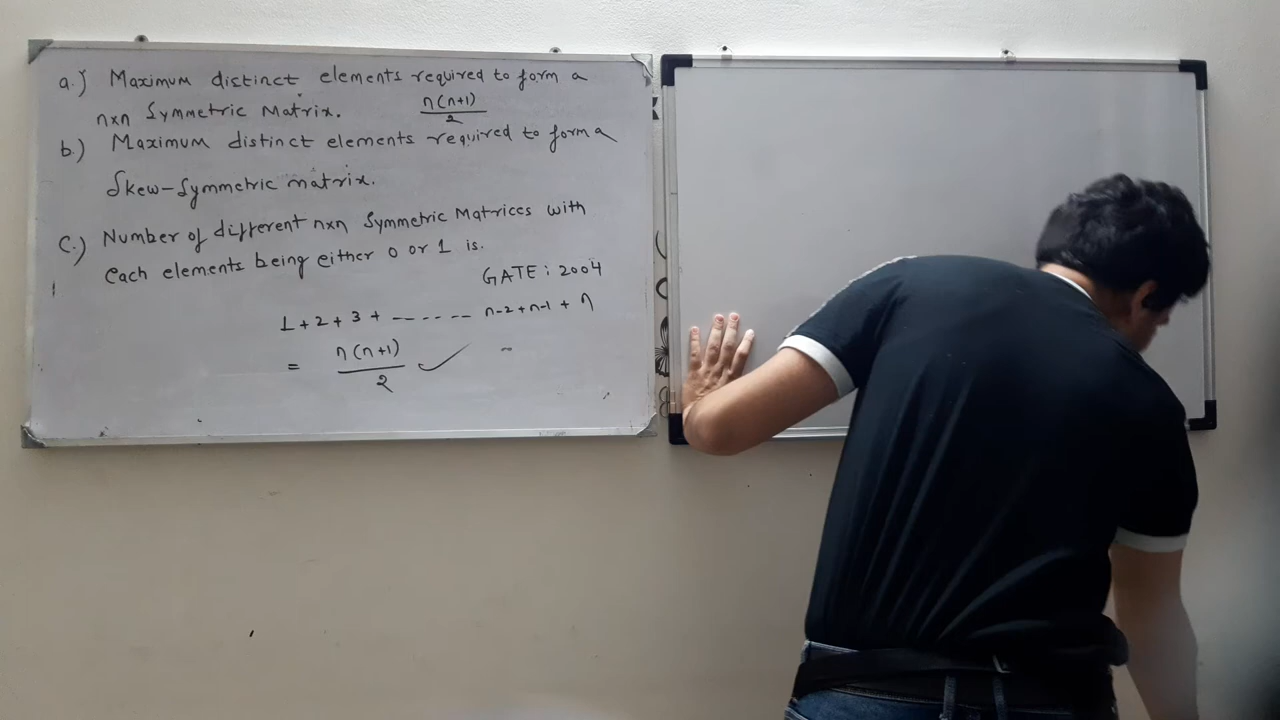 a.) Maximum distinct elements required to form a
nxn Symmetric Matrix. n(n+1)/2
b.) Maximum distinct elements required to form a
Skew-Symmetric matrix.
C.) Number of different nxn Symmetric Matrices with
each elements being either 0 or 1 is.
GATE: 2004
1+2+3+ ------ n-2+n-1+n
= n(n+1)/2 ✓